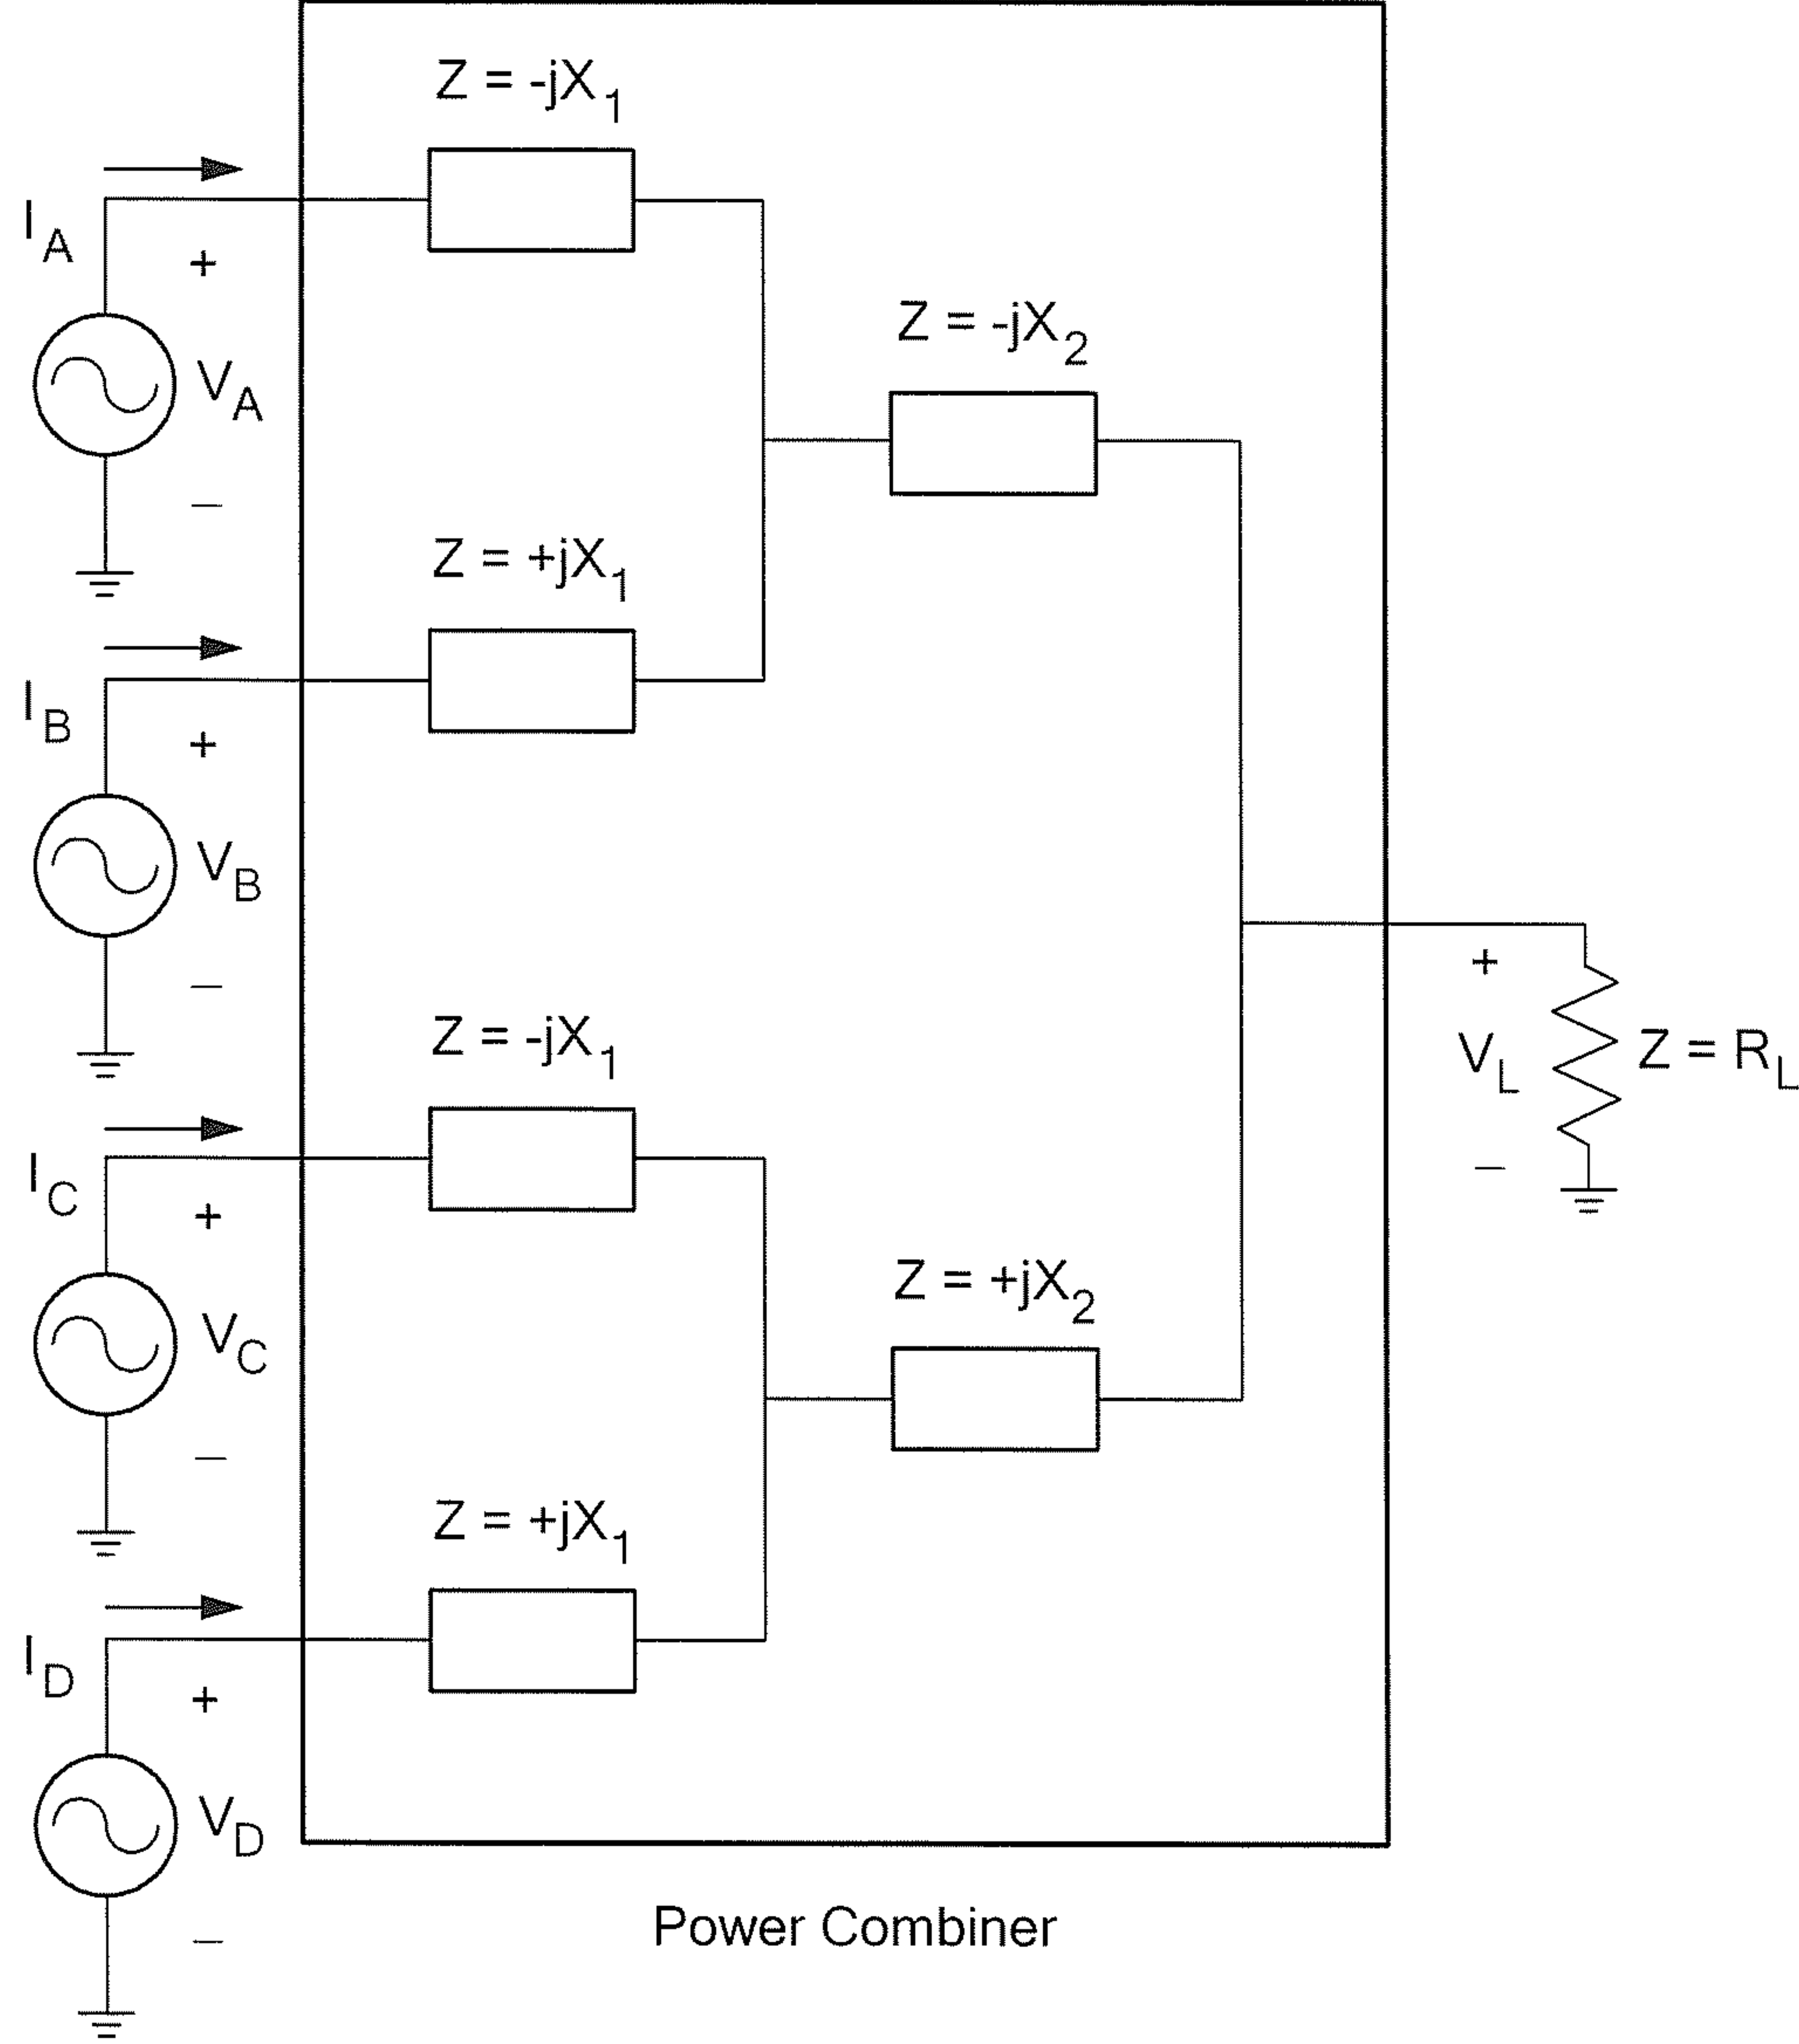 Z = -jX1
IA
+
VA
−
Z = -jX2
Z = +jX1
IB
+
VB
−
+
VL
−
Z = RL
Z = -jX1
IC
+
VC
−
Z = +jX2
Z = +jX1
ID
+
VD
−
Power Combiner